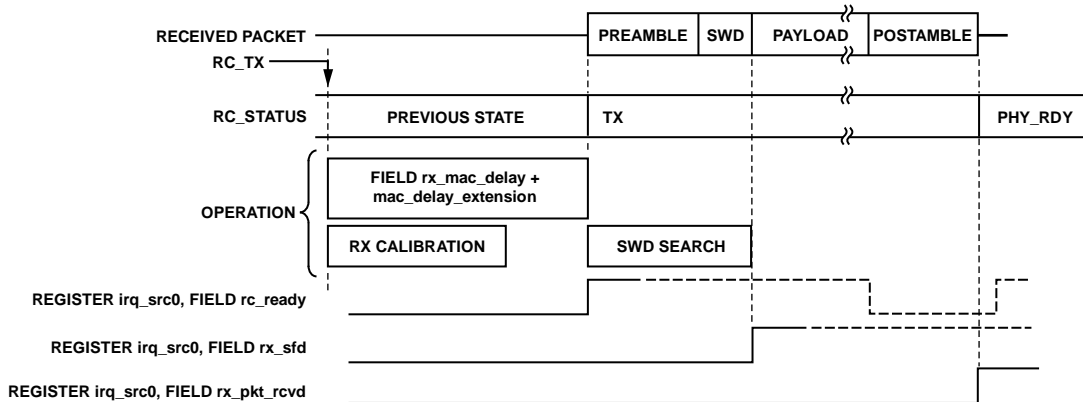 RECEIVED PACKET
PREAMBLE
SWD
PAYLOAD
POSTAMBLE
RC_TX
RC_STATUS
PREVIOUS STATE
TX
PHY_RDY
OPERATION
FIELD rx_mac_delay +
mac_delay_extension
RX CALIBRATION
SWD SEARCH
REGISTER irq_src0, FIELD rc_ready
REGISTER irq_src0, FIELD rx_sfd
REGISTER irq_src0, FIELD rx_pkt_rcvd